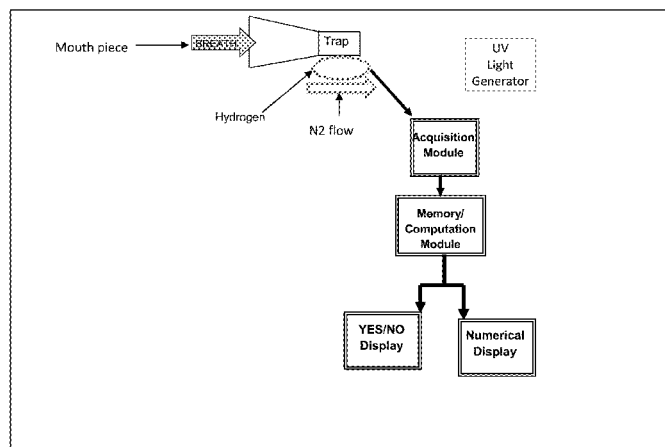 Mouth piece
BREATH
Trap
UV
Light
Generator
Hydrogen
N2 flow
Acquisition
Module
Memory/
Computation
Module
YES/NO
Display
Numerical
Display